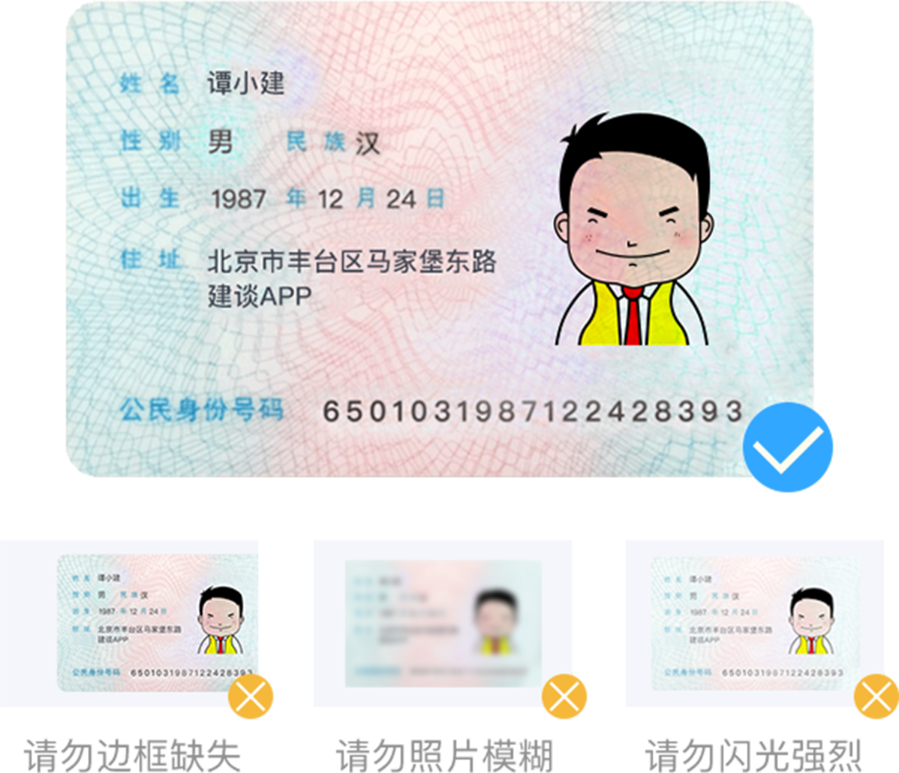 姓 名 谭小建
性 别 男 民 族 汉
出 生 1987 年 12 月 24 日
住 址 北京市丰台区马家堡东路
建谈APP
公民身份号码 650103198712242839​3
姓 名 谭小建
性 别 男 民 族 汉
出 生 1987 年 12 月 24 日
住 址 北京市丰台区马家堡东路
建谈APP
公民身份号码 650103198712242​8393
姓 名 谭小建
性 别 男 民 族 汉
出 生 1987 年 12 月 24 日
住 址 北京市丰台区马家堡东路
建谈APP
公民身份号码 6501031987122428393
请勿边框缺失 请勿照片模糊 请勿闪光强烈